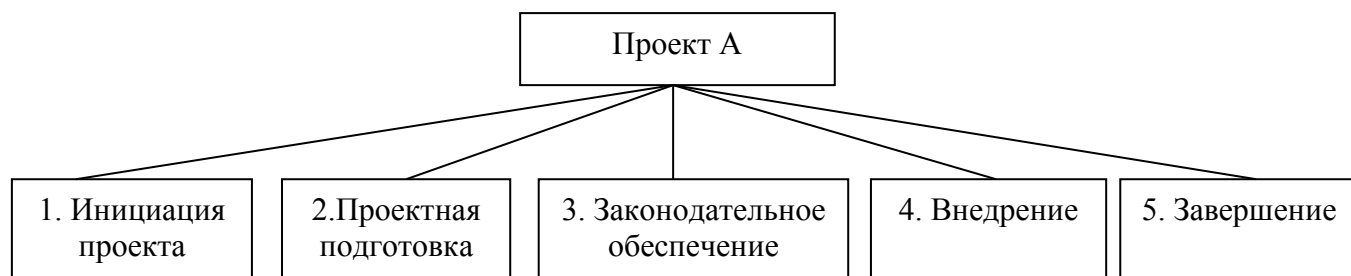 Проект А
1. Инициация
проекта
2.Проектная
подготовка
3. Законодательное
обеспечение
4. Внедрение
5. Завершение